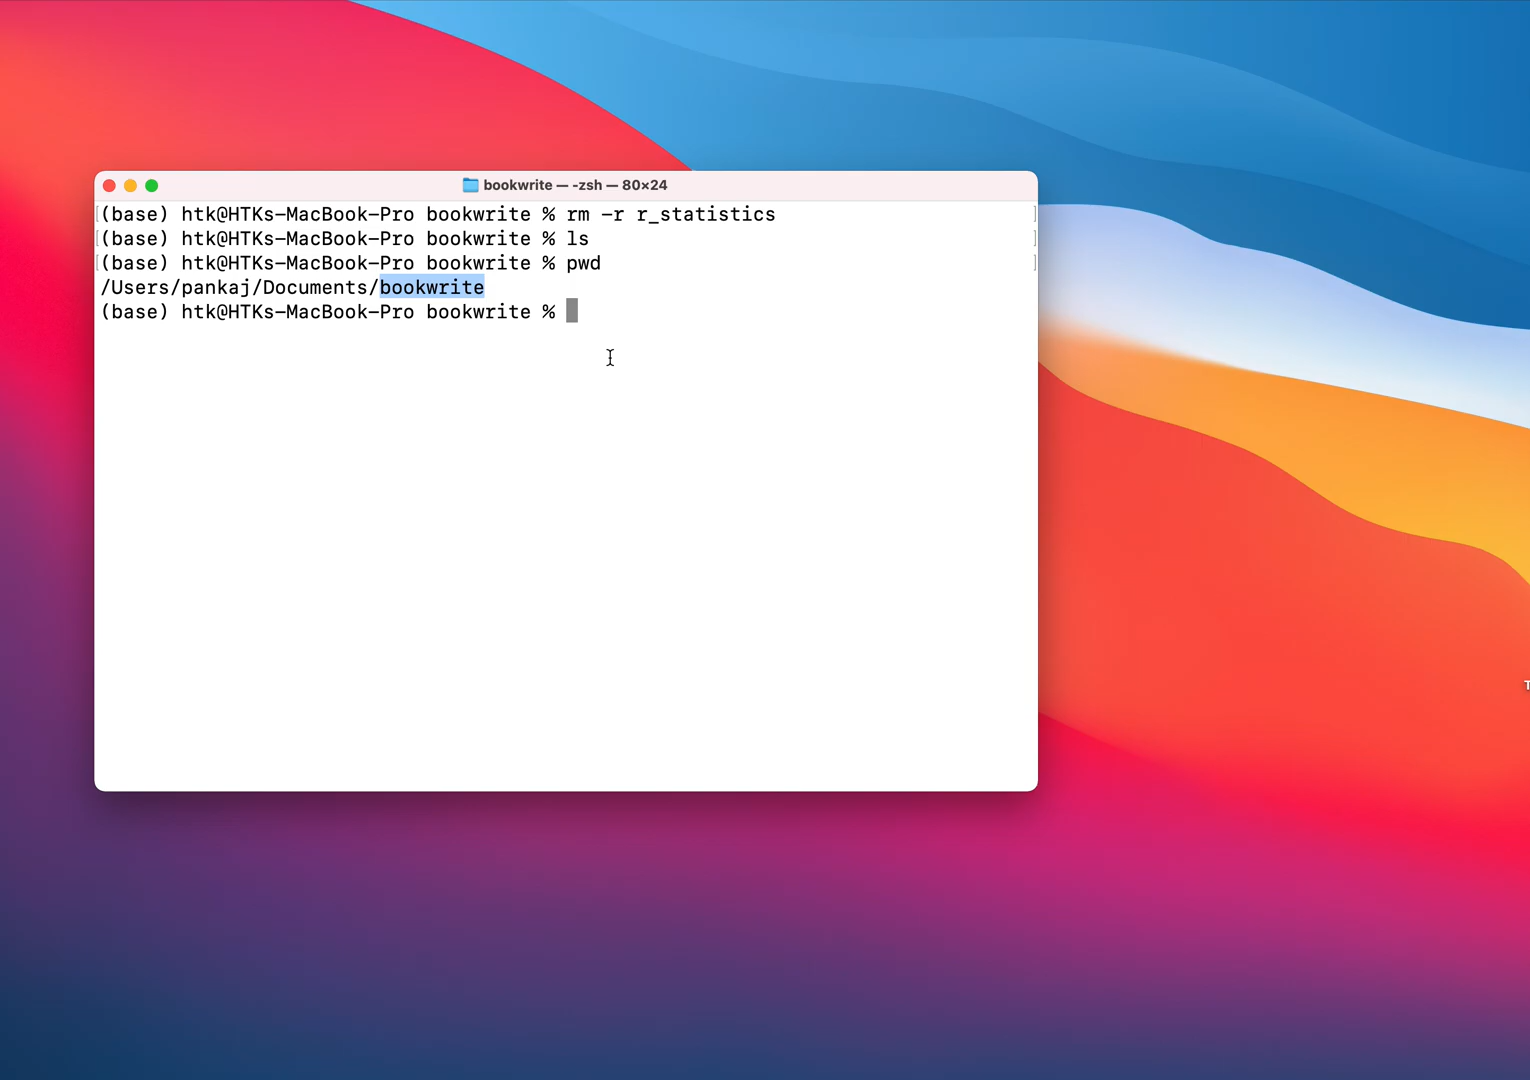 bookwrite — -zsh — 80×24
(base) htk@HTKs-MacBook-Pro bookwrite % rm -r r_statistics
(base) htk@HTKs-MacBook-Pro bookwrite % ls
(base) htk@HTKs-MacBook-Pro bookwrite % pwd
/Users/pankaj/Documents/bookwrite
(base) htk@HTKs-MacBook-Pro bookwrite %